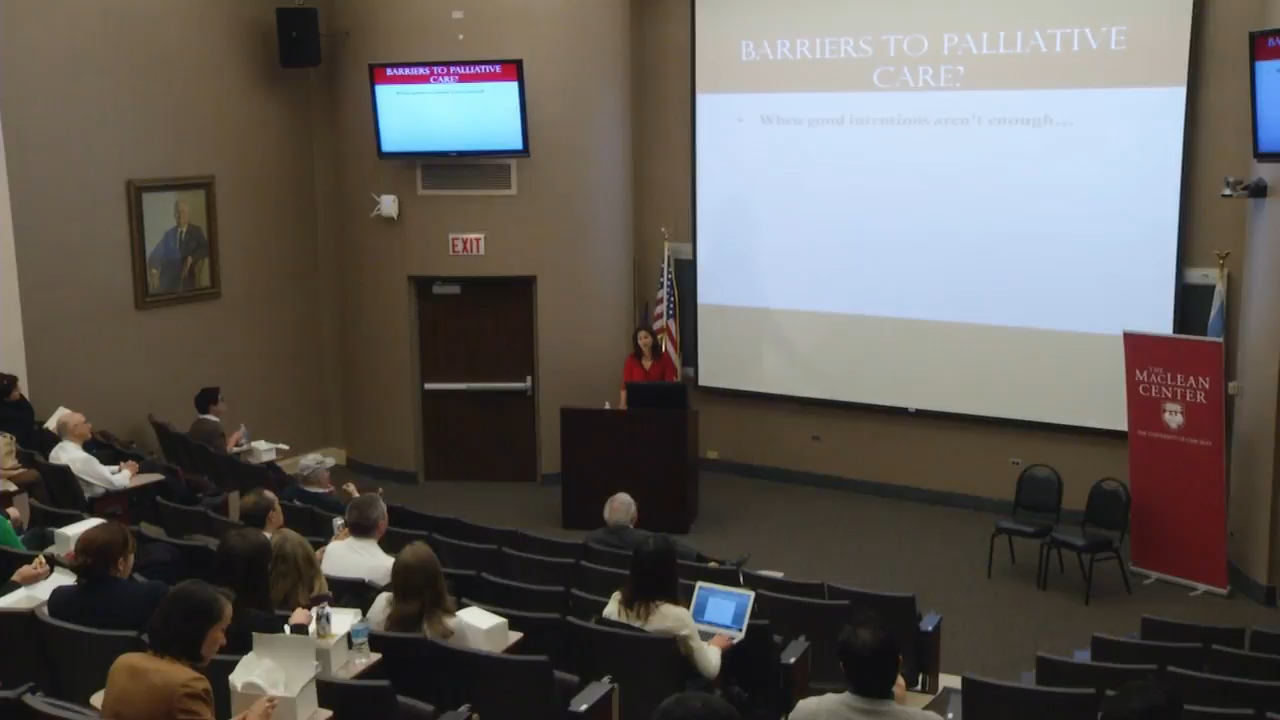 BARRIERS TO PALLIATIVE
CARE?
BARRIERS TO PALLIATIVE
CARE?
• When good intentions aren't enough…
EXIT
THE
MACLEAN
CENTER